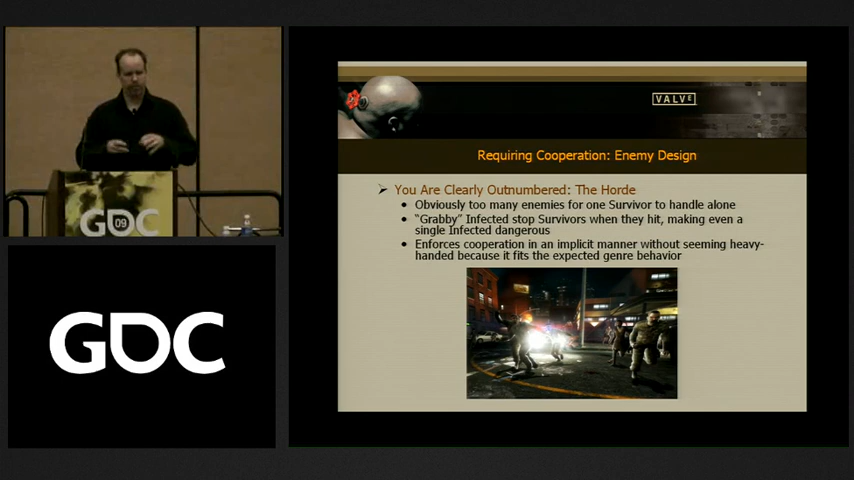 GDC
09
GDC
VALVE
Requiring Cooperation: Enemy Design
You Are Clearly Outnumbered: The Horde
Obviously too many enemies for one Survivor to handle alone
"Grabby" Infected stop Survivors when they hit, making even a
single Infected dangerous
Enforces cooperation in an implicit manner without seeming heavy-
handed because it fits the expected genre behavior